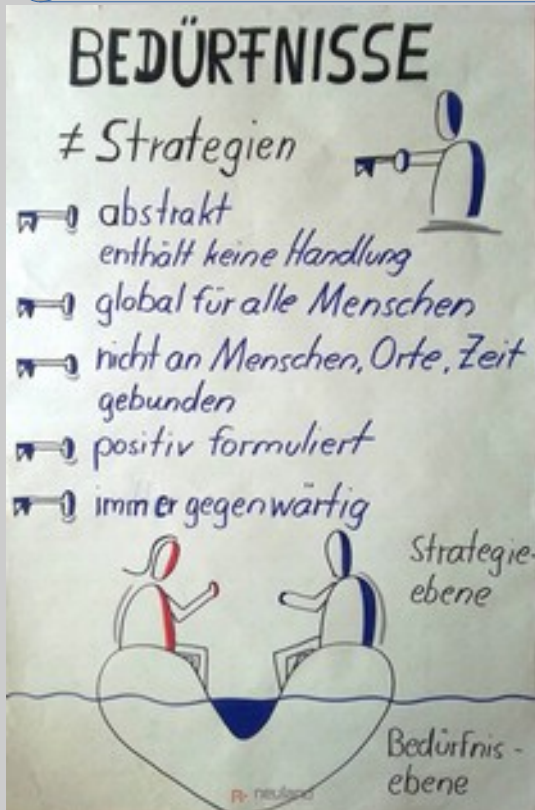 BEDÜRFNISSE
≠ Strategien
abstrakt
enthält keine Handlung
global für alle Menschen
nicht an Menschen, Orte, Zeit
gebunden
positiv formuliert
immer gegenwärtig
Strategie-
ebene
Bedürfnis-
ebene
neuland